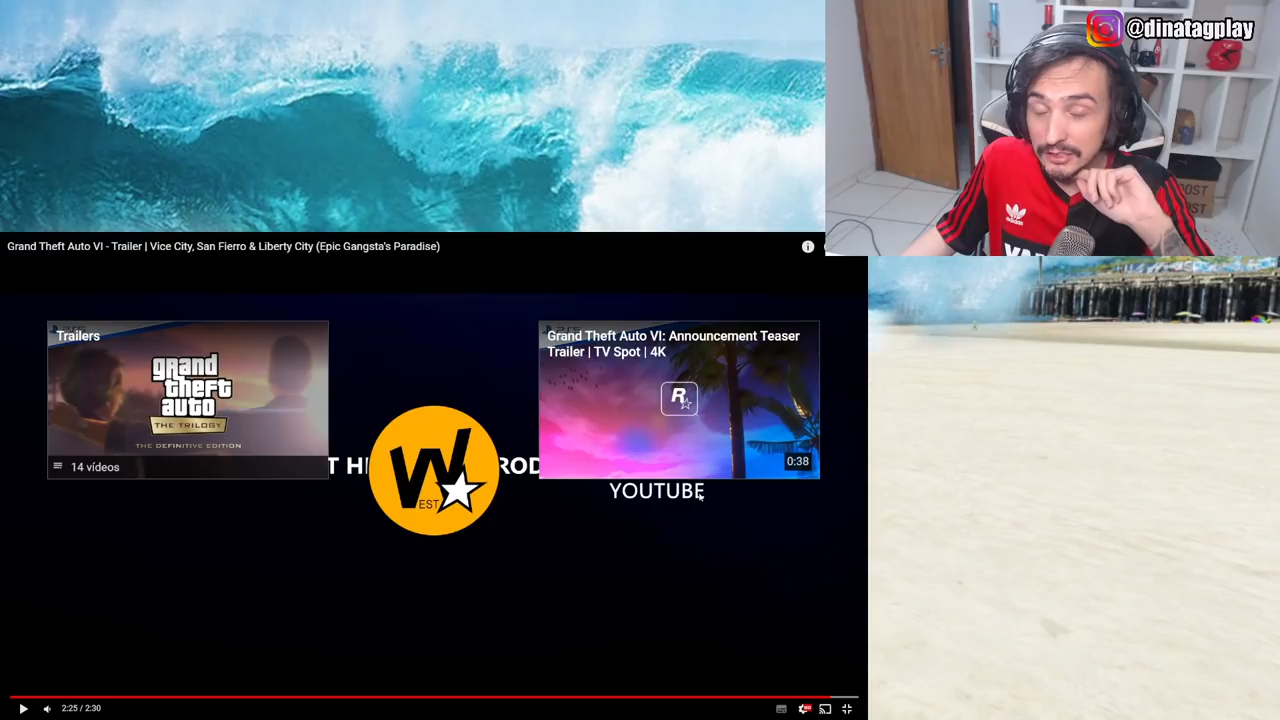 @dinatagplay
Grand Theft Auto VI - Trailer | Vice City, San Fierro & Liberty City (Epic Gangsta's Paradise)
Trailers
grand
theft
auto
THE TRILOGY
THE DEFINITIVE EDITION
14 vídeos
Grand Theft Auto VI: Announcement Teaser
Trailer | TV Spot | 4K
R
0:38
W
EST
YOUTUBE
2:25 / 2:30
adidas